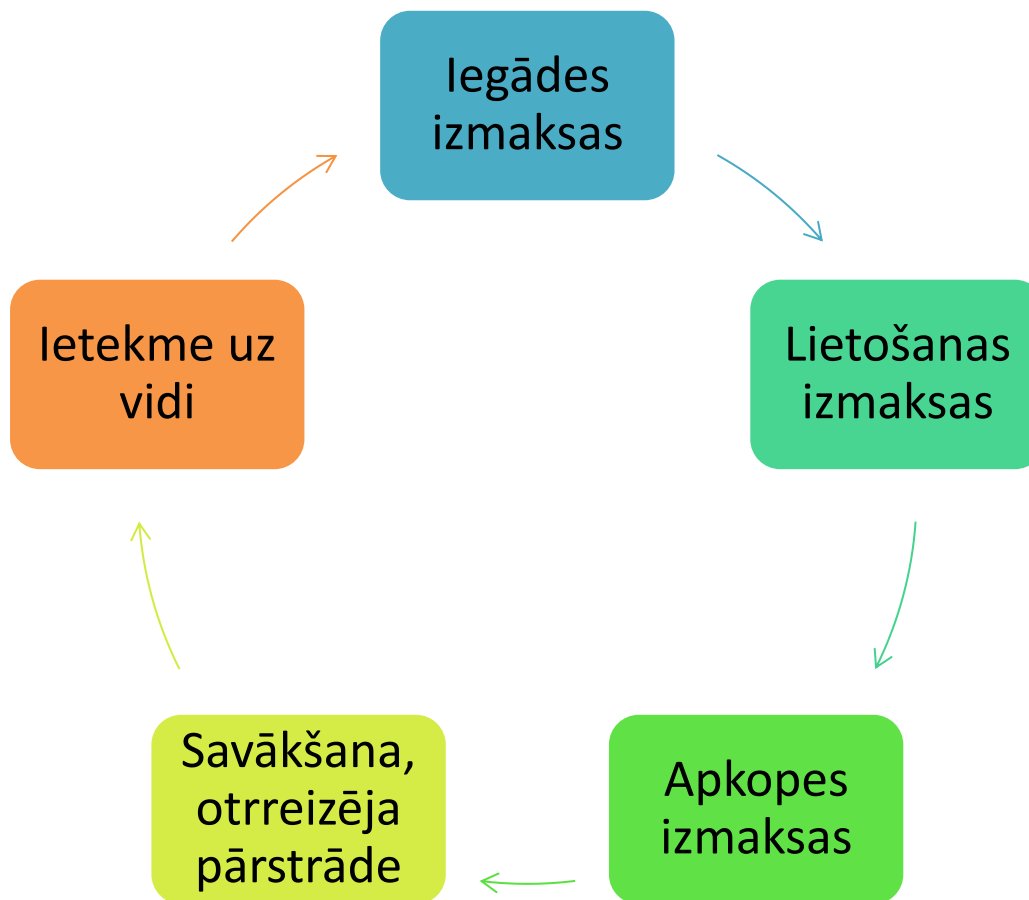 Iegādes
izmaksas
Lietošanas
izmaksas
Apkopes
izmaksas
Savākšana,
otrreizēja
pārstrāde
Ietekme uz
vidi